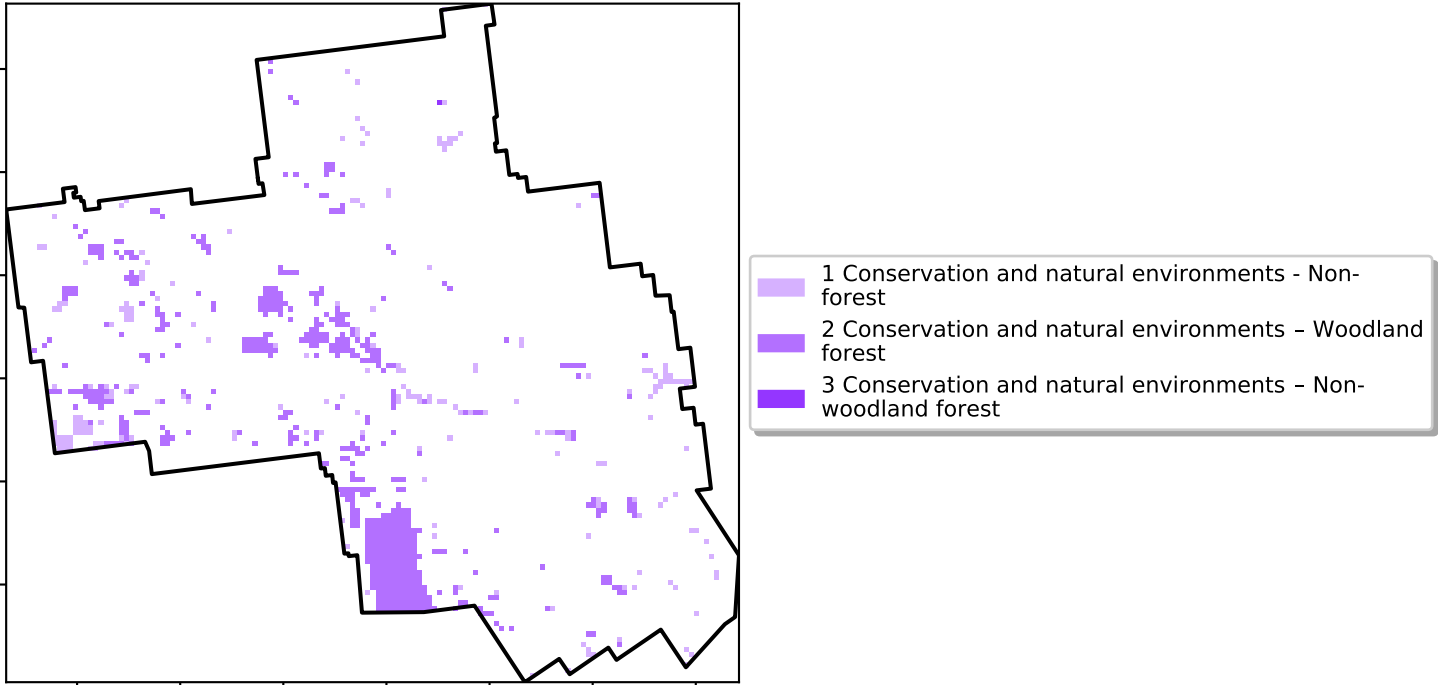 1 Conservation and natural environments - Non-
forest
2 Conservation and natural environments – Woodland
forest
3 Conservation and natural environments – Non-
woodland forest